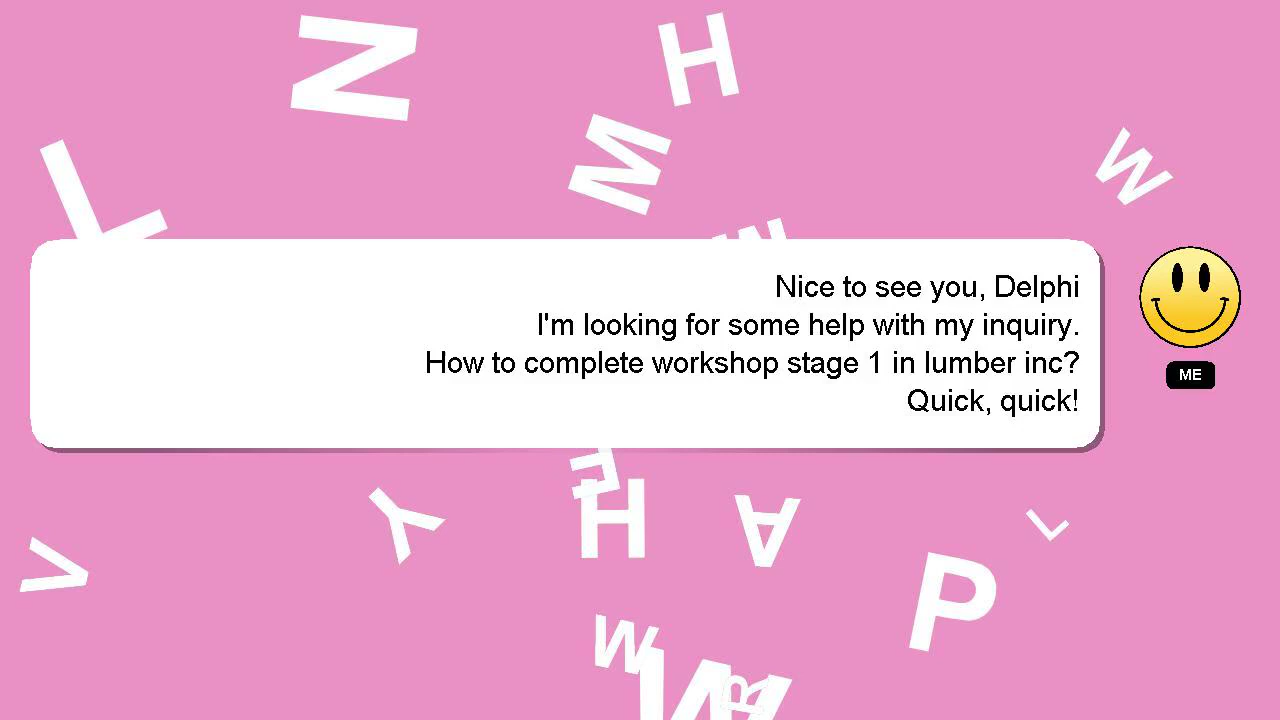 Z
H
M
W
L
Nice to see you, Delphi
I'm looking for some help with my inquiry.
How to complete workshop stage 1 in lumber inc?
Quick, quick!
ME
H
A
Y
L
V
P
W
W
R